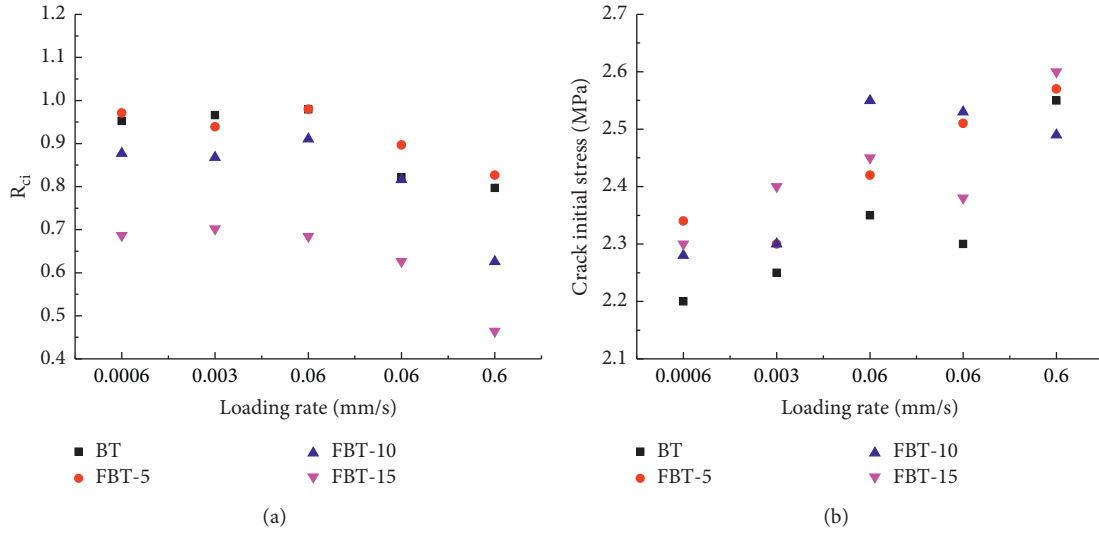 1.2
1.1
1.0
0.9
0.8
0.7
0.6
0.5
0.4
R_ci
0.0006 0.003 0.06 0.06 0.6
Loading rate (mm/s)
BT FBT-10
FBT-5 FBT-15
(a)
2.7
2.6
2.5
2.4
2.3
2.2
2.1
Crack initial stress (MPa)
0.0006 0.003 0.06 0.06 0.6
Loading rate (mm/s)
BT FBT-10
FBT-5 FBT-15
(b)